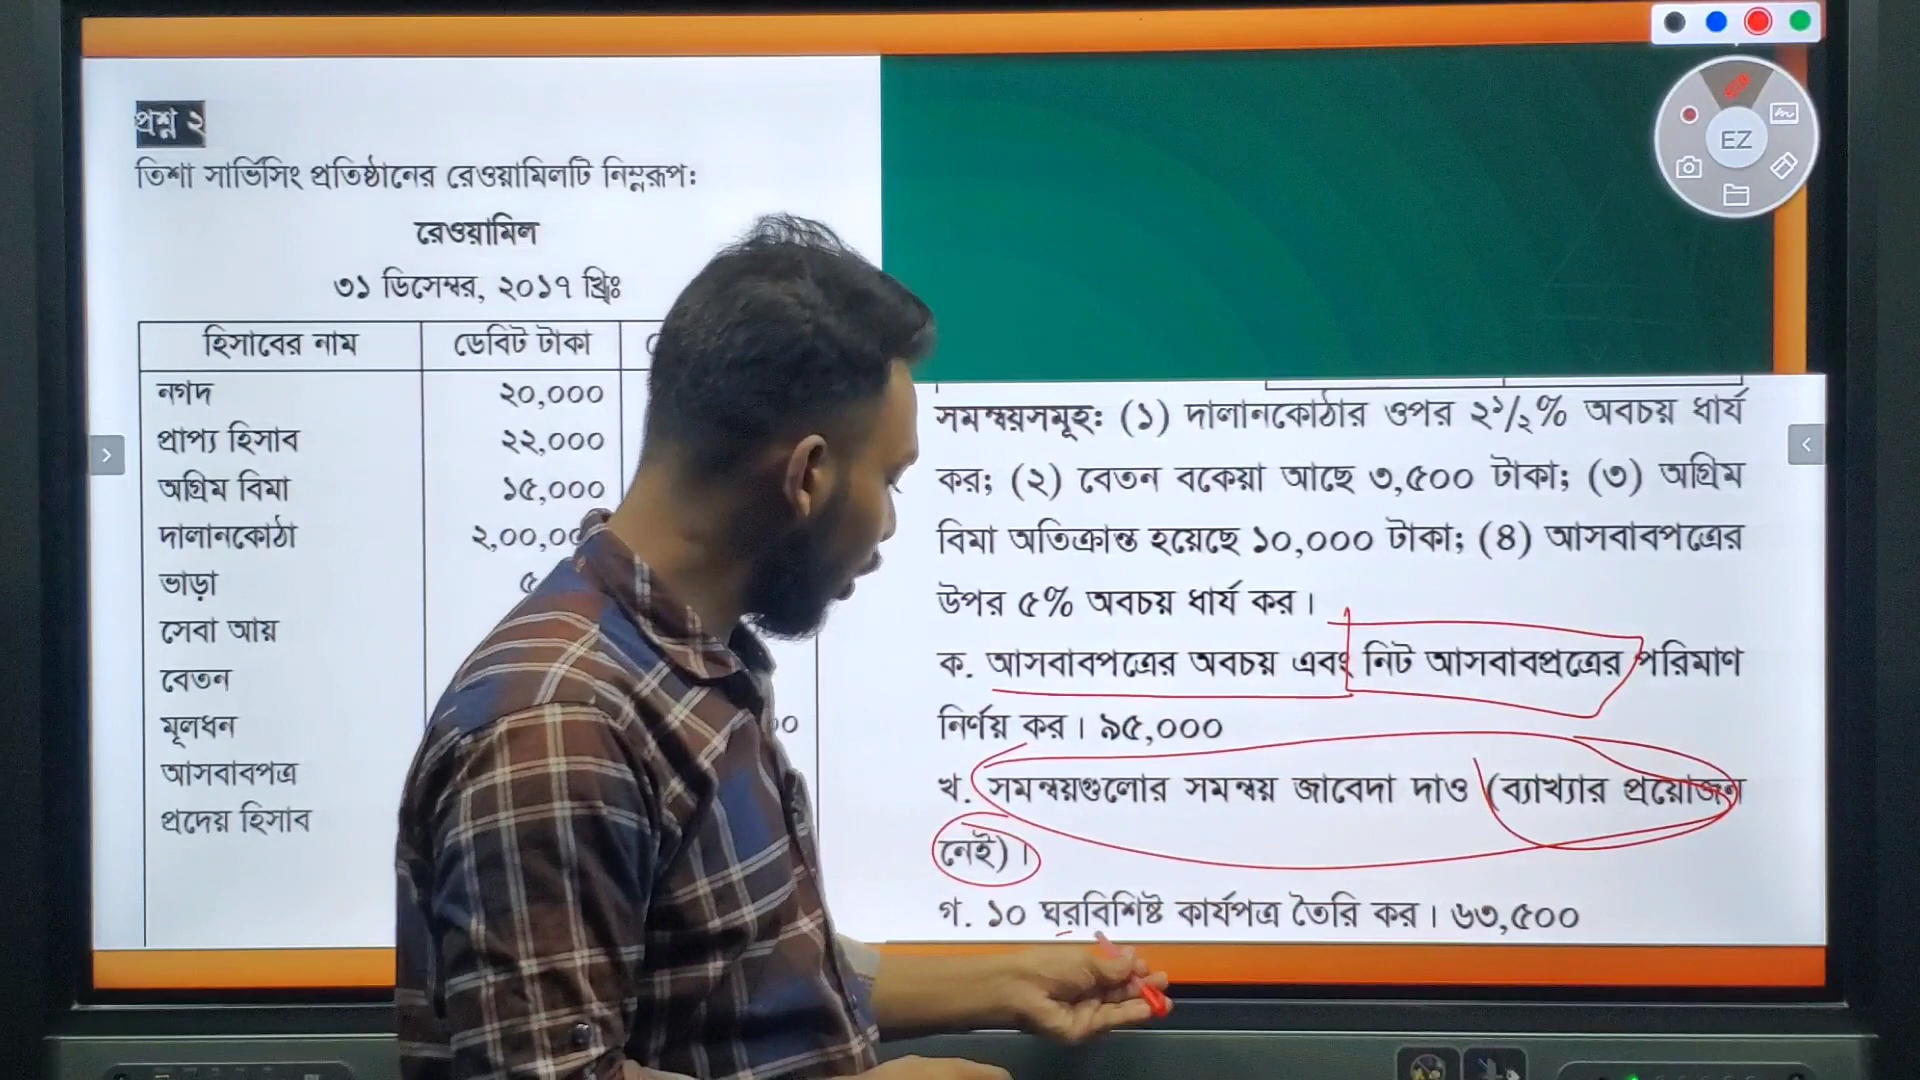 প্রশ্ন ২
তিশা সার্ভিসিং প্রতিষ্ঠানের রেওয়ামিলটি নিম্নরূপঃ
রেওয়ামিল
৩১ ডিসেম্বর, ২০১৭ খ্রিঃ
হিসাবের নাম ডেবিট টাকা
নগদ ২০,০০০
প্রাপ্য হিসাব ২২,০০০
অগ্রিম বিমা ১৫,০০০
দালানকোঠা ২,০০,০০
ভাড়া ৫
সেবা আয়
বেতন
মূলধন
আসবাবপত্র
প্রদেয় হিসাব
EZ
সমন্বয়সমূহঃ (১) দালানকোঠার ওপর ২১/২% অবচয় ধার্য
কর; (২) বেতন বকেয়া আছে ৩,৫০০ টাকা; (৩) অগ্রিম
বিমা অতিক্রান্ত হয়েছে ১০,০০০ টাকা; (৪) আসবাবপত্রের
উপর ৫% অবচয় ধার্য কর।
ক. আসবাবপত্রের অবচয় এবং নিট আসবাবপত্রের পরিমাণ
নির্ণয় কর। ৯৫,০০০
খ. সমন্বয়গুলোর সমন্বয় জাবেদা দাও (ব্যাখ্যার প্রয়োজন
নেই)।
গ. ১০ ঘরবিশিষ্ট কার্যপত্র তৈরি কর। ৬৩,৫০০